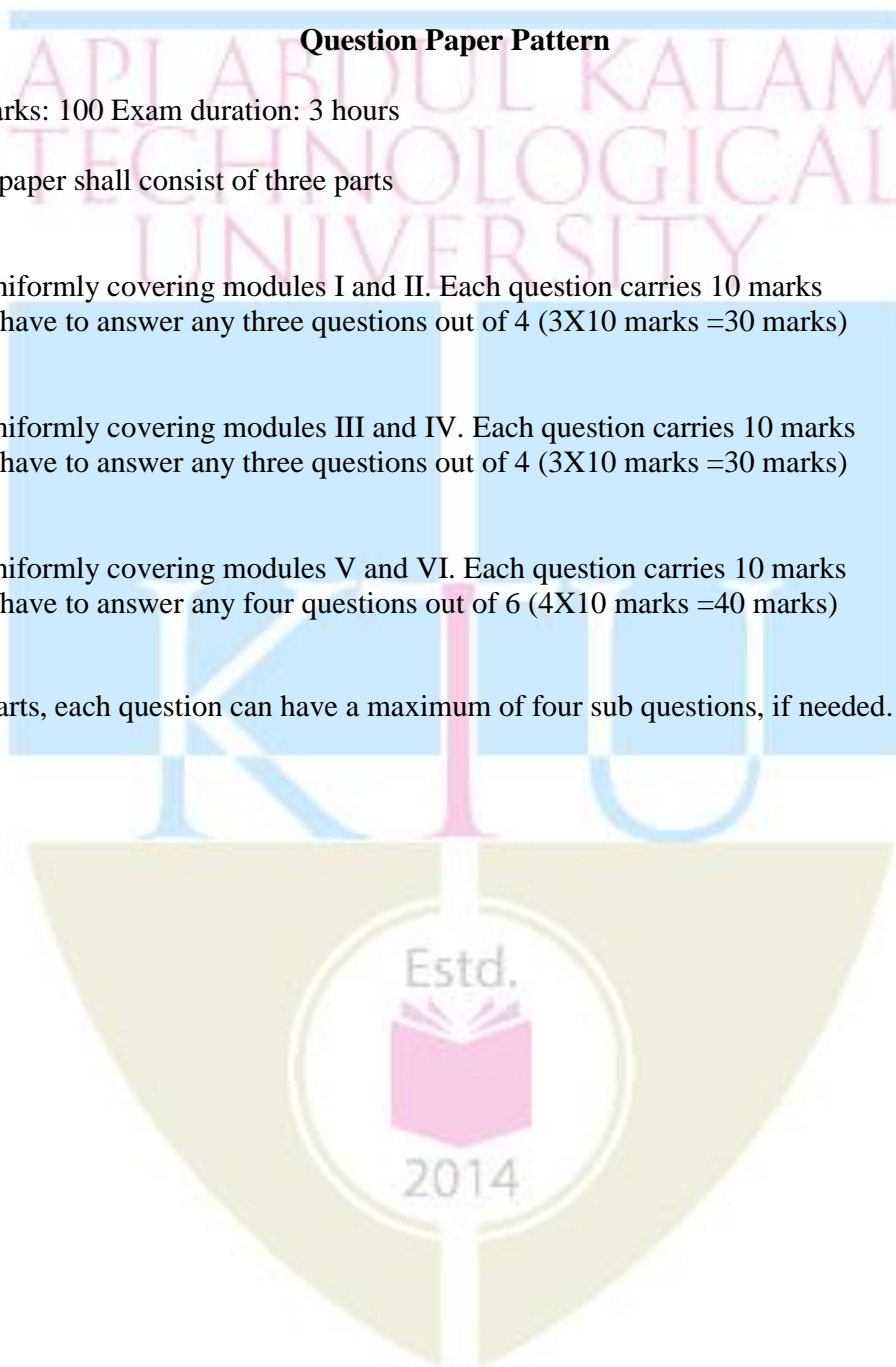 Question Paper Pattern
API ABDUL KALAM
arks: 100 Exam duration: 3 hours
TECHNOLOGICAL
paper shall consist of three parts
UNIVERSITY
niformly covering modules I and II. Each question carries 10 marks
have to answer any three questions out of 4 (3X10 marks =30 marks)
niformly covering modules III and IV. Each question carries 10 marks
have to answer any three questions out of 4 (3X10 marks =30 marks)
niformly covering modules V and VI. Each question carries 10 marks
have to answer any four questions out of 6 (4X10 marks =40 marks)
arts, each question can have a maximum of four sub questions, if needed.
KTU
Estd.
2014